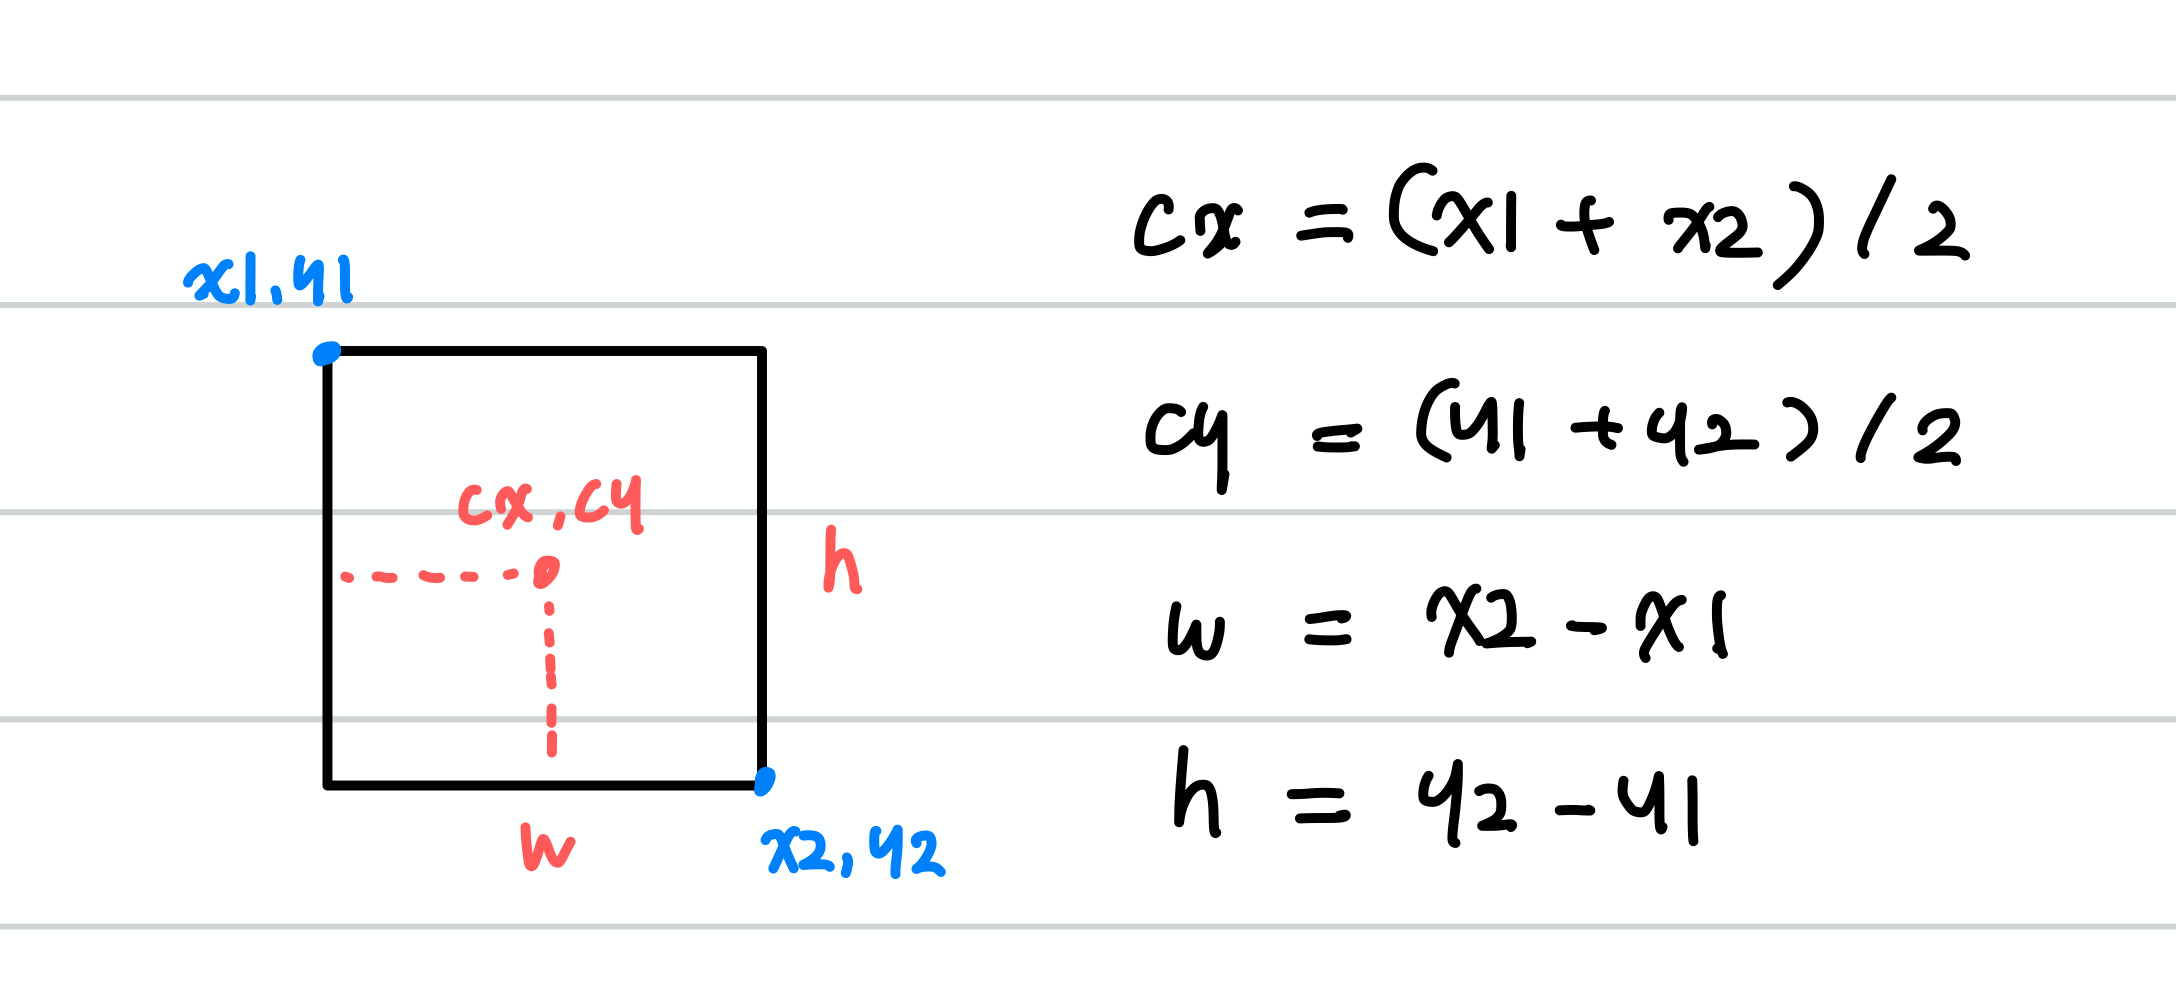 x1,y1
cx,cy
h
w
x2,y2
cx = (x1 + x2) / 2
cy = (y1 + y2) / 2
w = x2 - x1
h = y2 - y1